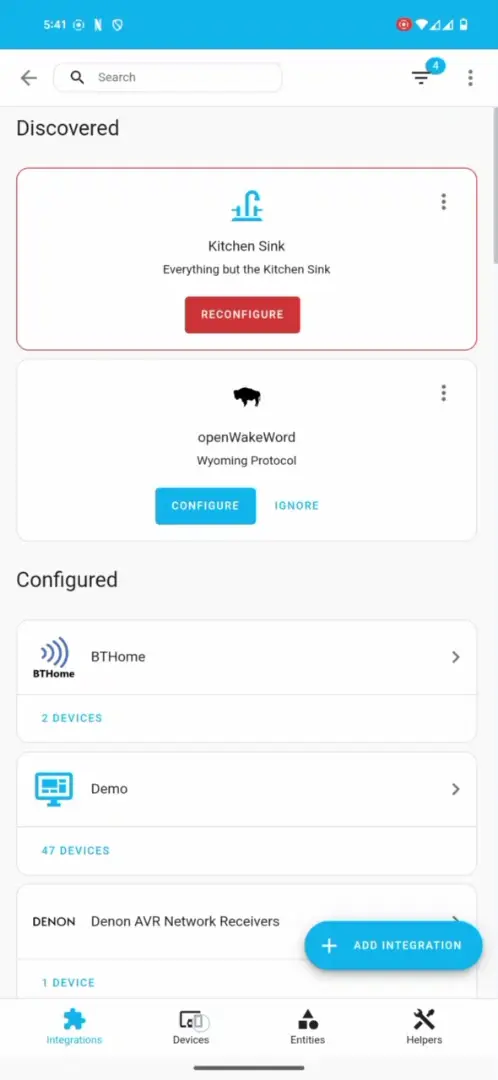 5:41
4
Search
Discovered
Kitchen Sink
Everything but the Kitchen Sink
RECONFIGURE
openWakeWord
Wyoming Protocol
CONFIGURE
IGNORE
Configured
BTHome
BTHome
2 DEVICES
Demo
47 DEVICES
DENON
Denon AVR Network Receivers
ADD INTEGRATION
1 DEVICE
Integrations
Devices
Entities
Helpers